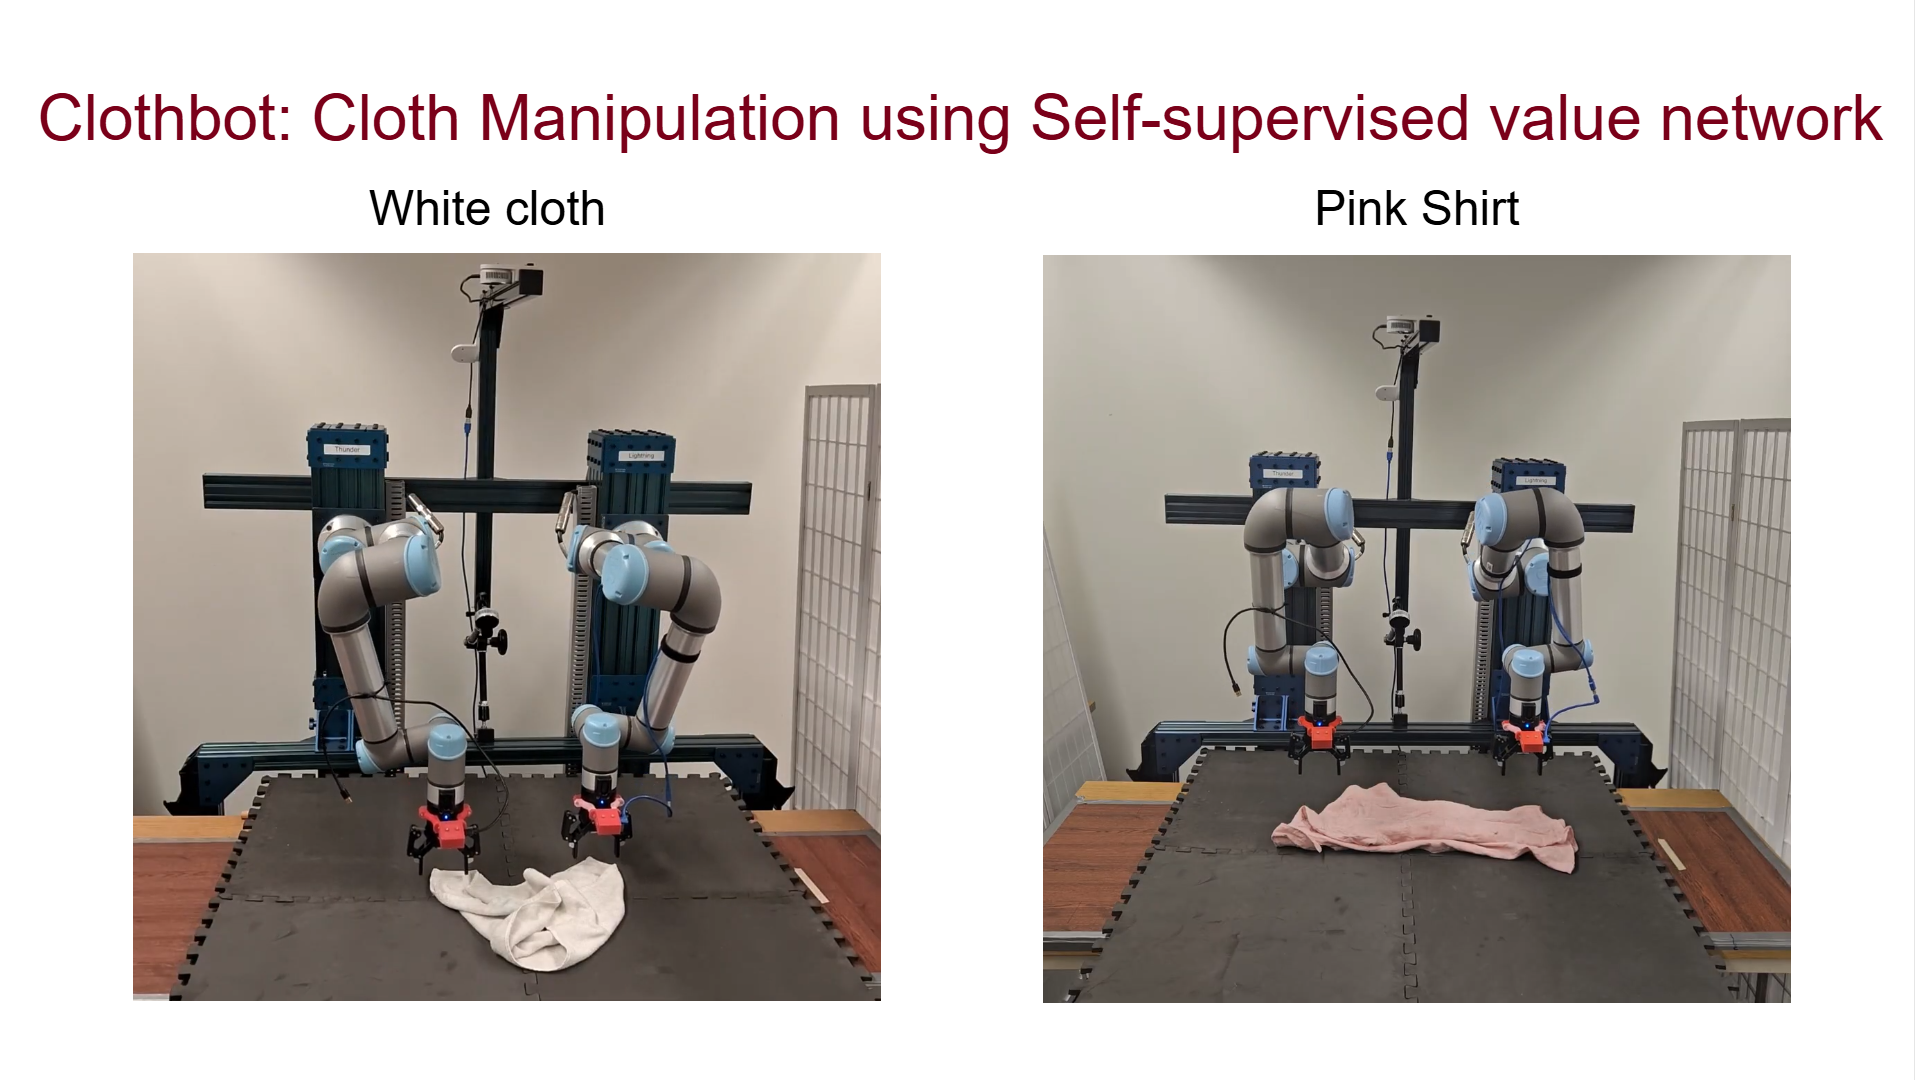 Clothbot: Cloth Manipulation using Self-supervised value network
White cloth
Pink Shirt
Thunder
Lightning
Thunder
Lightning